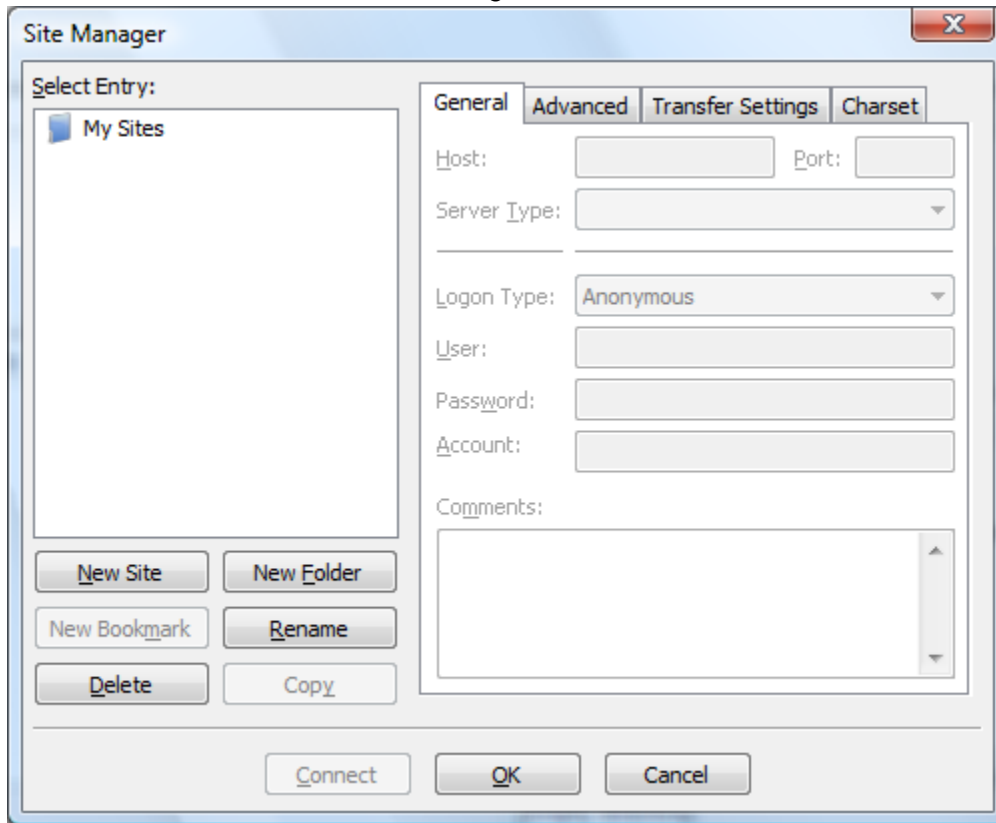 Site Manager
Select Entry:
My Sites
New Site
New Folder
New Bookmark
Rename
Delete
Copy
General
Advanced
Transfer Settings
Charset
Host:
Port:
Server Type:
Logon Type:
Anonymous
User:
Password:
Account:
Comments:
Connect
OK
Cancel